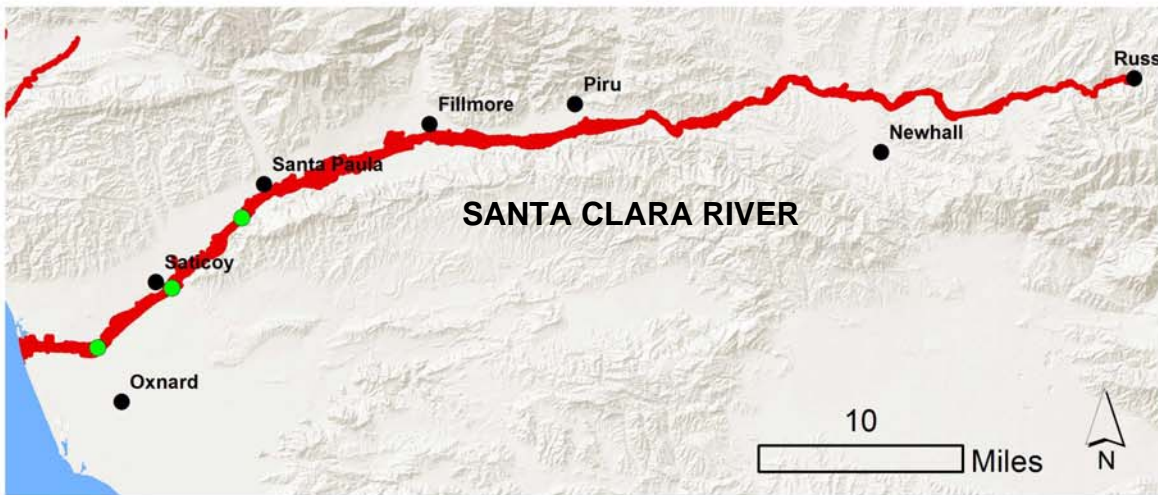 Russ
Piru
Fillmore
Newhall
Santa Paula
SANTA CLARA RIVER
Saticoy
Oxnard
10
Miles
N